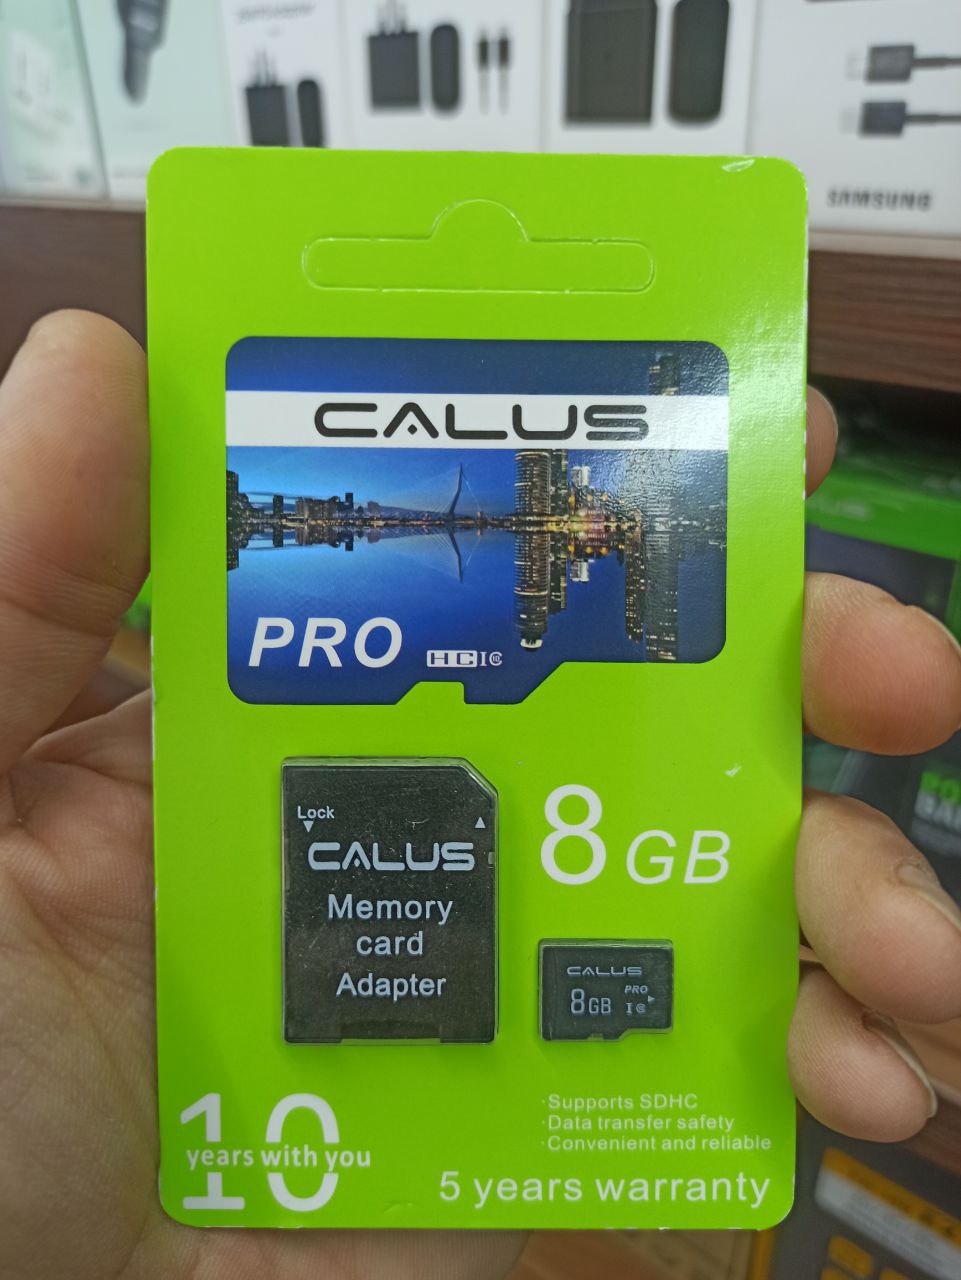 SAMSUNG
CALUS
PRO HC I 10
Lock
CALUS
Memory
card
Adapter
8 GB
CALUS
PRO
8GB I
10
years with you
·Supports SDHC
·Data transfer safety
·Convenient and reliable
5 years warranty